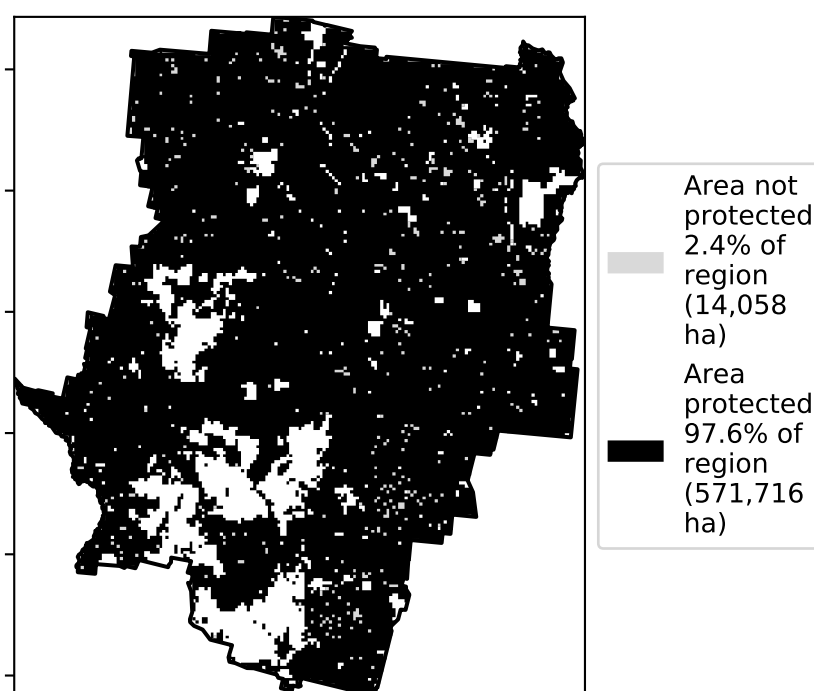 Area not
protected
2.4% of
region
(14,058
ha)
Area
protected
97.6% of
region
(571,716
ha)